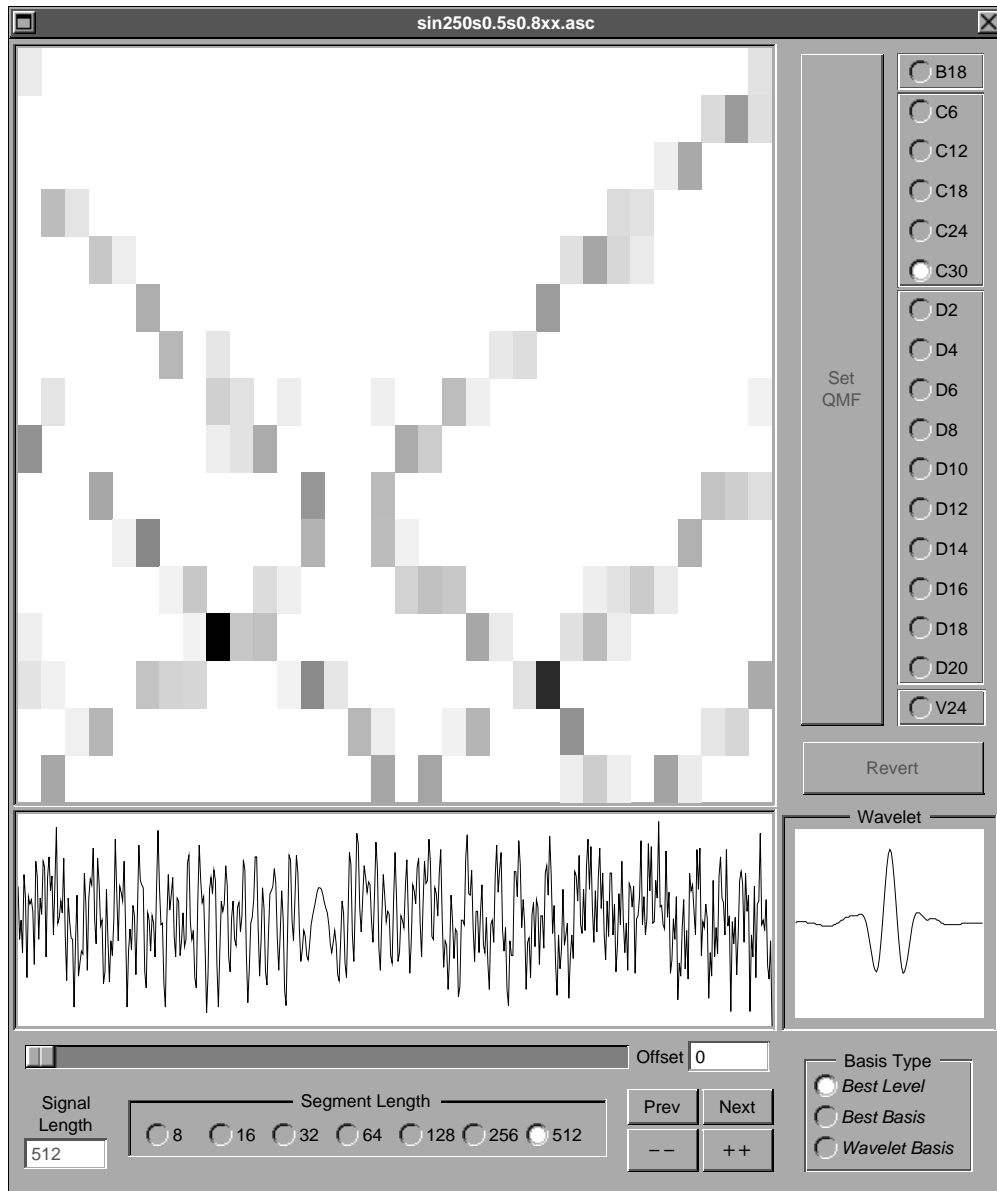 sin250s0.5s0.8xx.asc
Set
QMF
B18
C6
C12
C18
C24
C30
D2
D4
D6
D8
D10
D12
D14
D16
D18
D20
V24
Revert
Wavelet
Offset 0
Signal
Length
512
Segment Length
8 16 32 64 128 256 512
Prev Next
-- ++
Basis Type
Best Level
Best Basis
Wavelet Basis